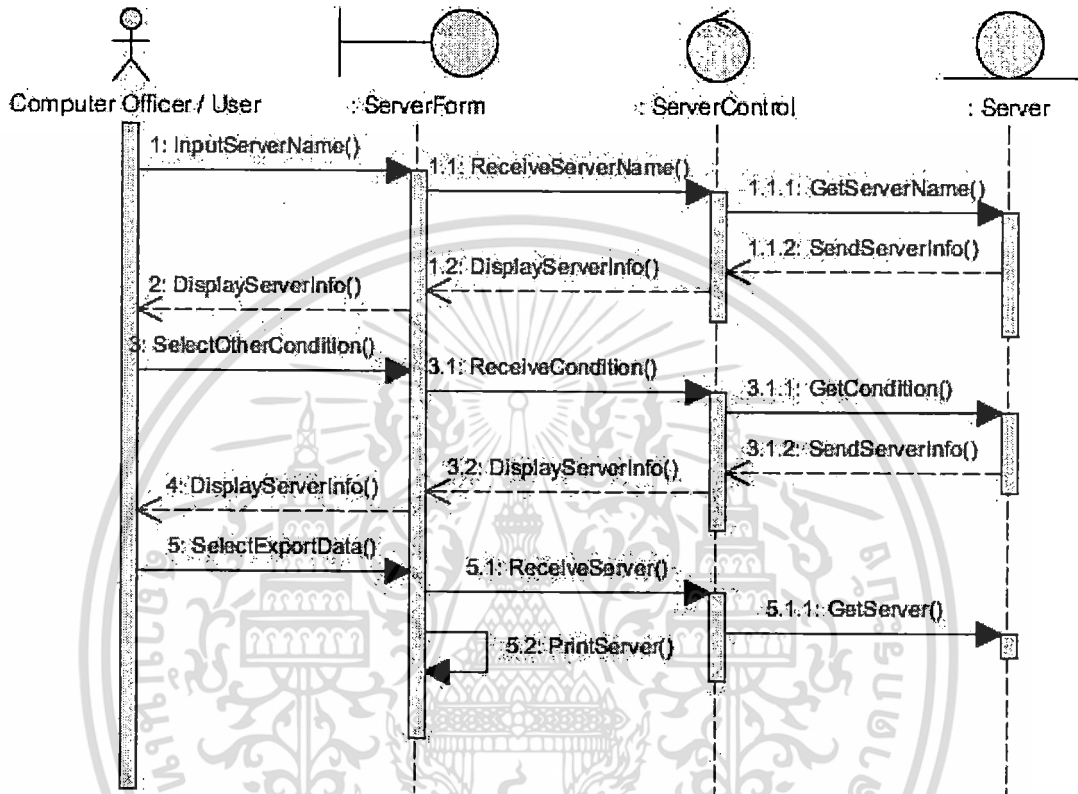 Computer Officer / User
: ServerForm
: ServerControl
: Server
1: InputServerName()
1.1: ReceiveServerName()
1.1.1: GetServerName()
1.1.2: SendServerInfo()
1.2: DisplayServerInfo()
2: DisplayServerInfo()
3: SelectOtherCondition()
3.1: ReceiveCondition()
3.1.1: GetCondition()
3.1.2: SendServerInfo()
3.2: DisplayServerInfo()
4: DisplayServerInfo()
5: SelectExportData()
5.1: ReceiveServer()
5.1.1: GetServer()
5.2: PrintServer()